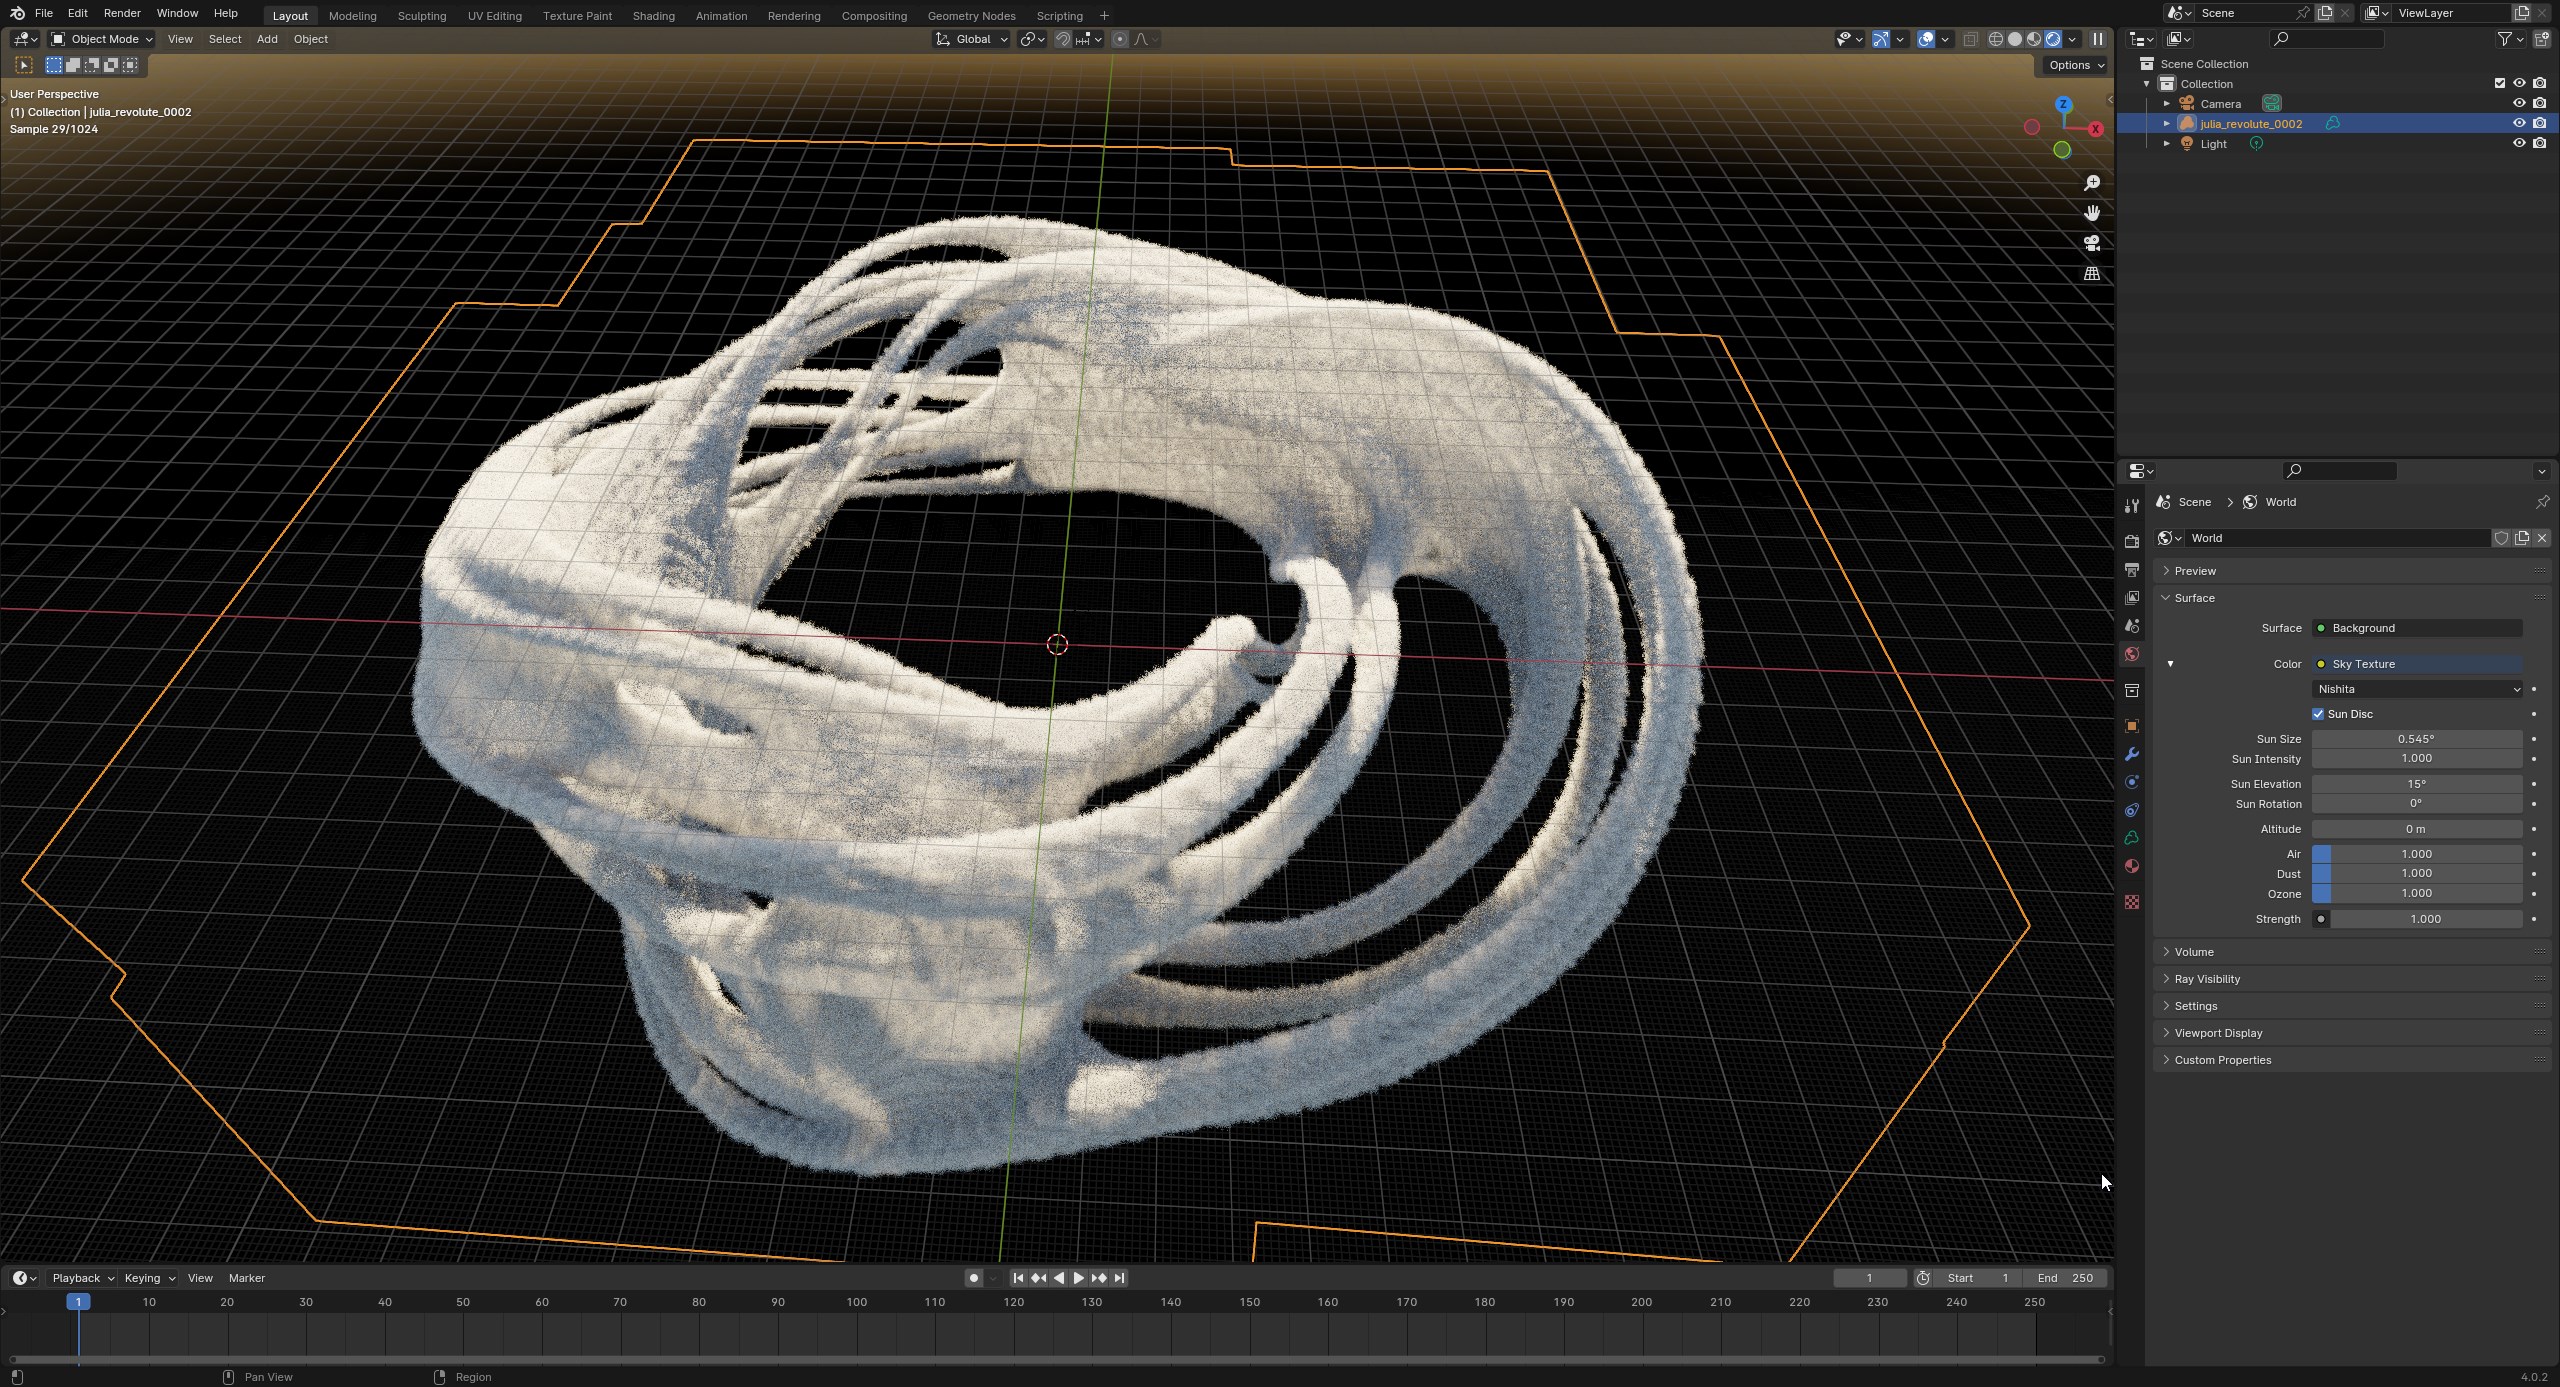 File Edit Render Window Help Layout Modeling Sculpting UV Editing Texture Paint Shading Animation Rendering Compositing Geometry Nodes Scripting + Scene ViewLayer
Object Mode View Select Add Object Global
Options
User Perspective
(1) Collection | julia_revolute_0002
Sample 29/1024
Z
X
Scene Collection
Collection
Camera
julia_revolute_0002
Light
Scene > World
World
Preview
Surface
Surface Background
Color Sky Texture
Nishita
Sun Disc
Sun Size 0.545°
Sun Intensity 1.000
Sun Elevation 15°
Sun Rotation 0°
Altitude 0 m
Air 1.000
Dust 1.000
Ozone 1.000
Strength 1.000
Volume
Ray Visibility
Settings
Viewport Display
Custom Properties
Playback Keying View Marker 1 Start 1 End 250
1 10 20 30 40 50 60 70 80 90 100 110 120 130 140 150 160 170 180 190 200 210 220 230 240 250
Pan View Region 4.0.2